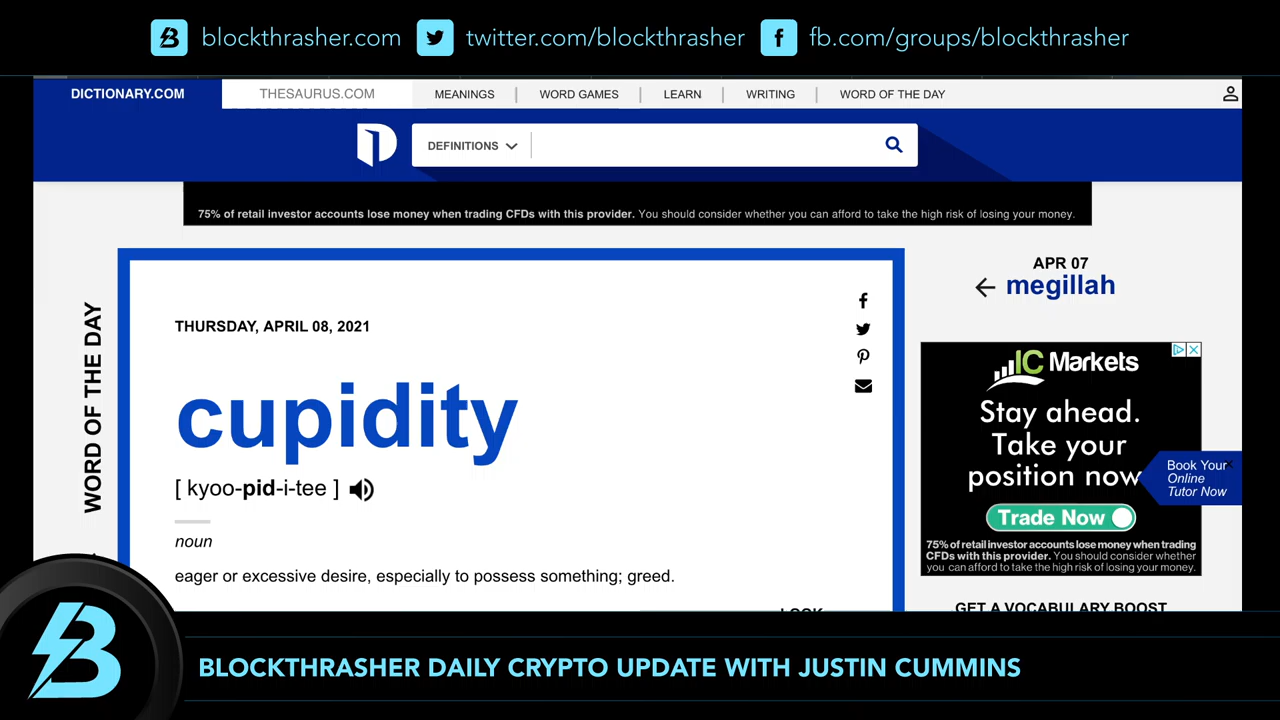 blockthrasher.com
twitter.com/blockthrasher
fb.com/groups/blockthrasher
DICTIONARY.COM
THESAURUS.COM
MEANINGS | WORD GAMES | LEARN | WRITING | WORD OF THE DAY
DEFINITIONS
75% of retail investor accounts lose money when trading CFDs with this provider. You should consider whether you can afford to take the high risk of losing your money.
WORD OF THE DAY
THURSDAY, APRIL 08, 2021
cupidity
[ kyoo-pid-i-tee ]
noun
eager or excessive desire, especially to possess something; greed.
LOOK
APR 07
megillah
IC Markets
Stay ahead.
Take your
position now
Trade Now
75% of retail investor accounts lose money when trading
CFDs with this provider. You should consider whether
you can afford to take the high risk of losing your money.
Book Your
Online
Tutor Now
GET A VOCABULARY BOOST
BLOCKTHRASHER DAILY CRYPTO UPDATE WITH JUSTIN CUMMINS